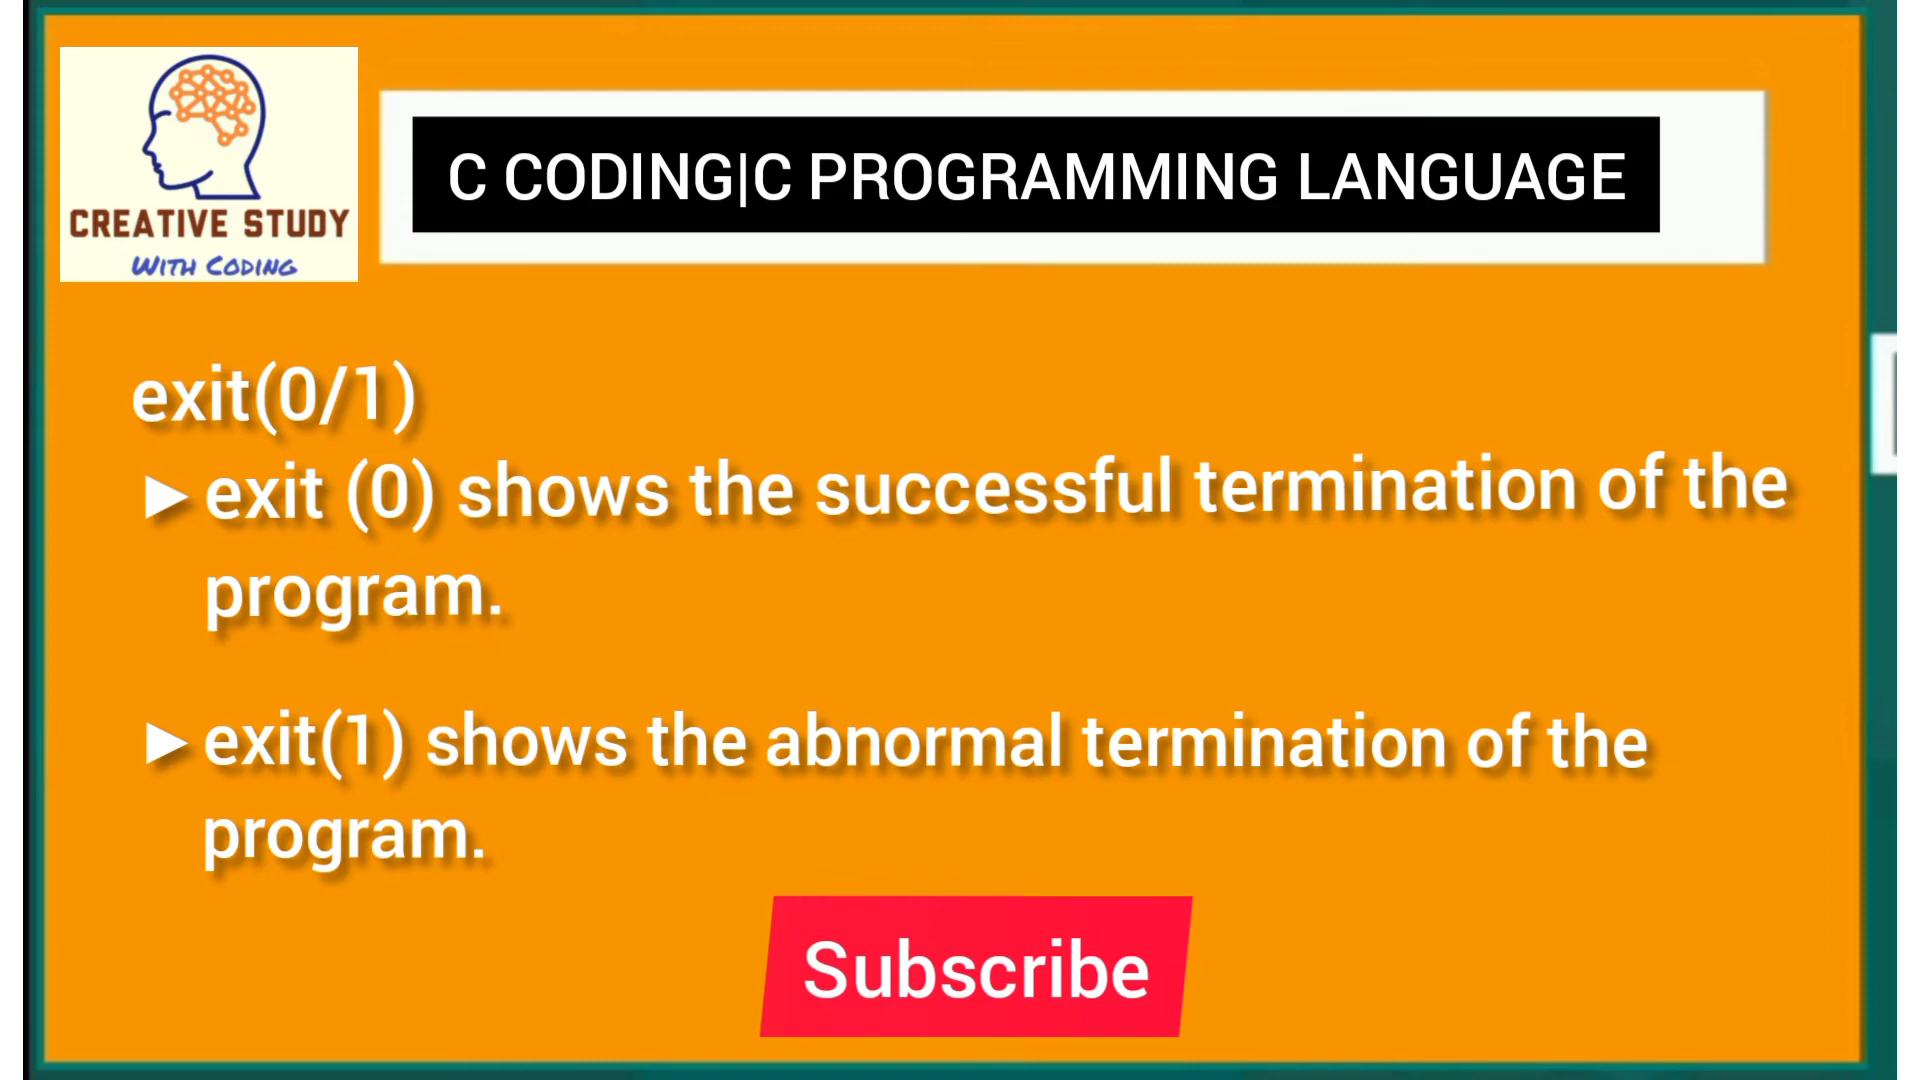 CREATIVE STUDY
WITH CODING
C CODING|C PROGRAMMING LANGUAGE
exit(0/1)
►exit (0) shows the successful termination of the
program.
►exit(1) shows the abnormal termination of the
program.
Subscribe